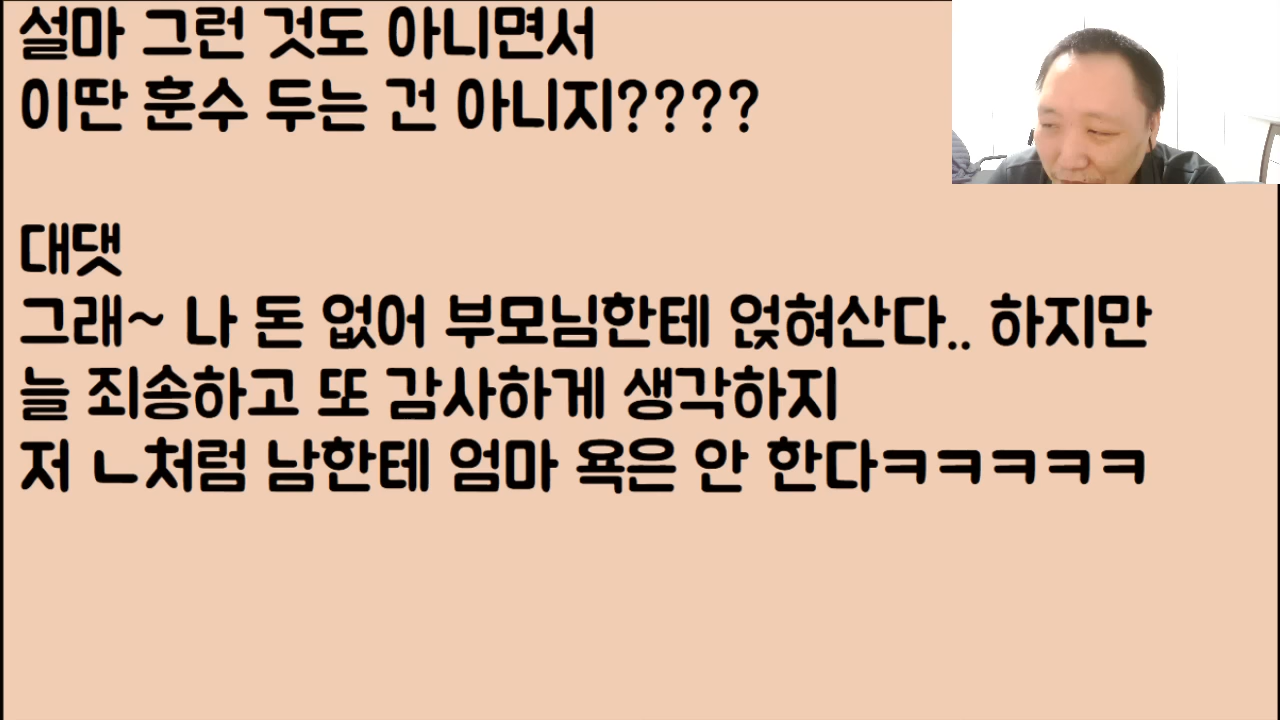 설마 그런 것도 아니면서
이딴 훈수 두는 건 아니지????
대댓
그래~ 나 돈 없어 부모님한테 얹혀산다.. 하지만
늘 죄송하고 또 감사하게 생각하지
저 ㄴ처럼 남한테 엄마 욕은 안 한다ㅋㅋㅋㅋㅋ